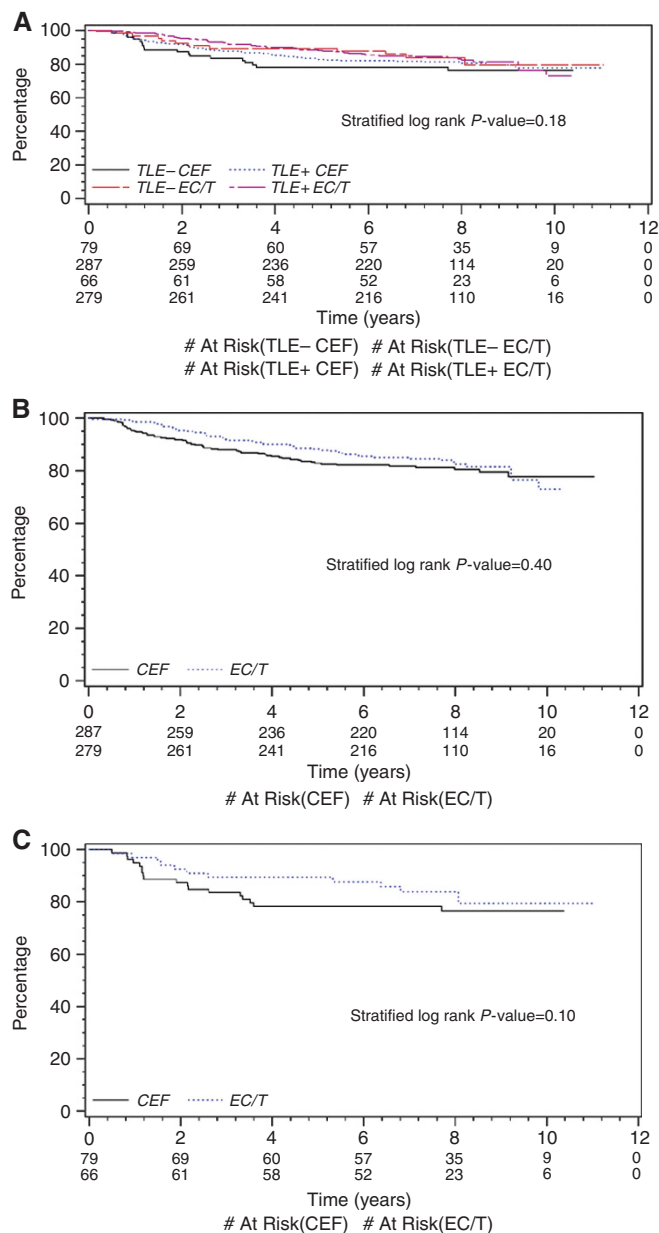 A
100
80
60
40
20
0
Percentage
Stratified log rank P-value=0.18
TLE– CEF TLE+ CEF
TLE– EC/T TLE+ EC/T
0 2 4 6 8 10 12
79 69 60 57 35 9 0
287 259 236 220 114 20 0
66 61 58 52 23 6 0
279 261 241 216 110 16 0
Time (years)
# At Risk(TLE– CEF) # At Risk(TLE– EC/T)
# At Risk(TLE+ CEF) # At Risk(TLE+ EC/T)
B
100
80
60
40
20
0
Percentage
Stratified log rank P-value=0.40
CEF EC/T
0 2 4 6 8 10 12
287 259 236 220 114 20 0
279 261 241 216 110 16 0
Time (years)
# At Risk(CEF) # At Risk(EC/T)
C
100
80
60
40
20
0
Percentage
Stratified log rank P-value=0.10
CEF EC/T
0 2 4 6 8 10 12
79 69 60 57 35 9 0
66 61 58 52 23 6 0
Time (years)
# At Risk(CEF) # At Risk(EC/T)